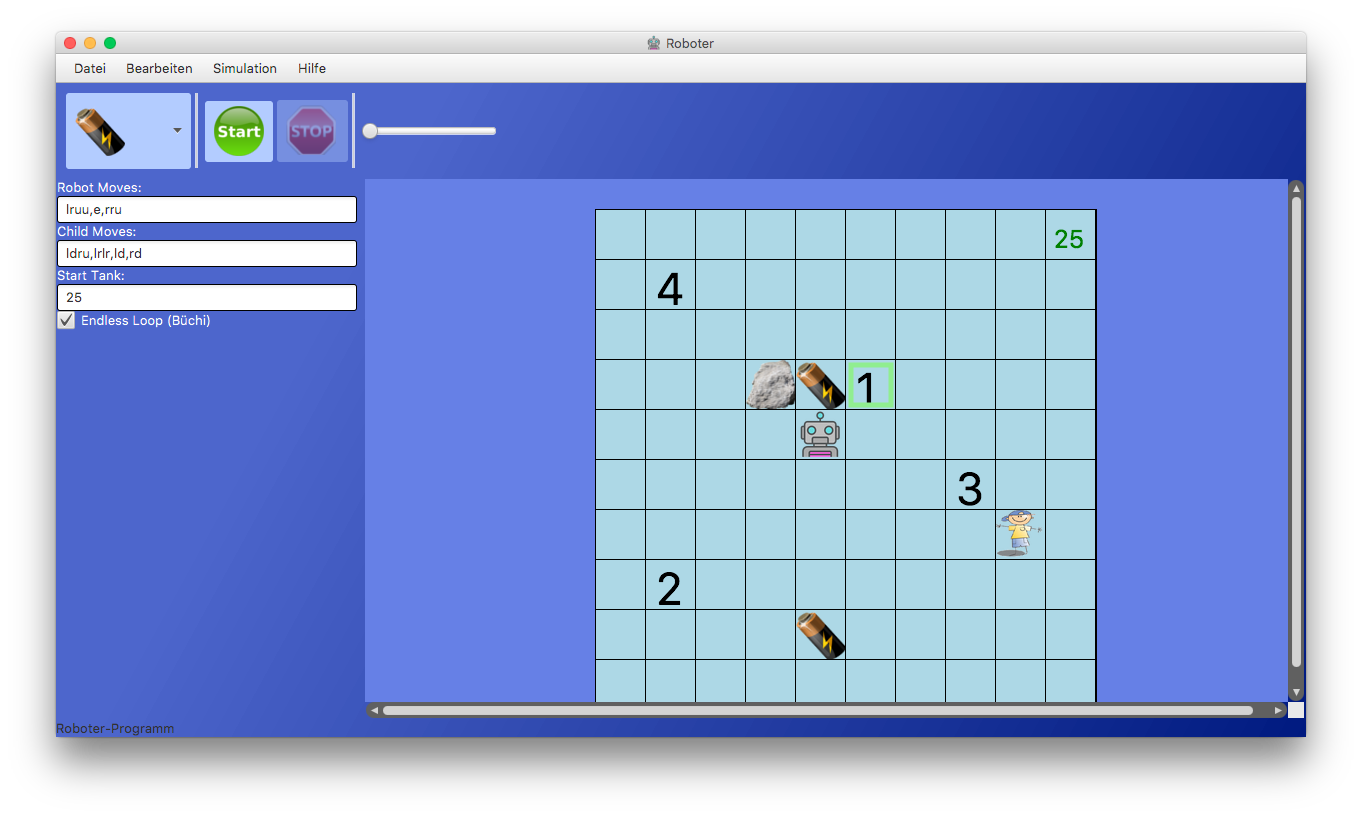 Roboter
Datei Bearbeiten Simulation Hilfe
Start STOP
Robot Moves:
lruu,e,rru
Child Moves:
ldru,lrlr,ld,rd
Start Tank:
25
Endless Loop (Büchi)
25
4
1
3
2
Roboter-Programm